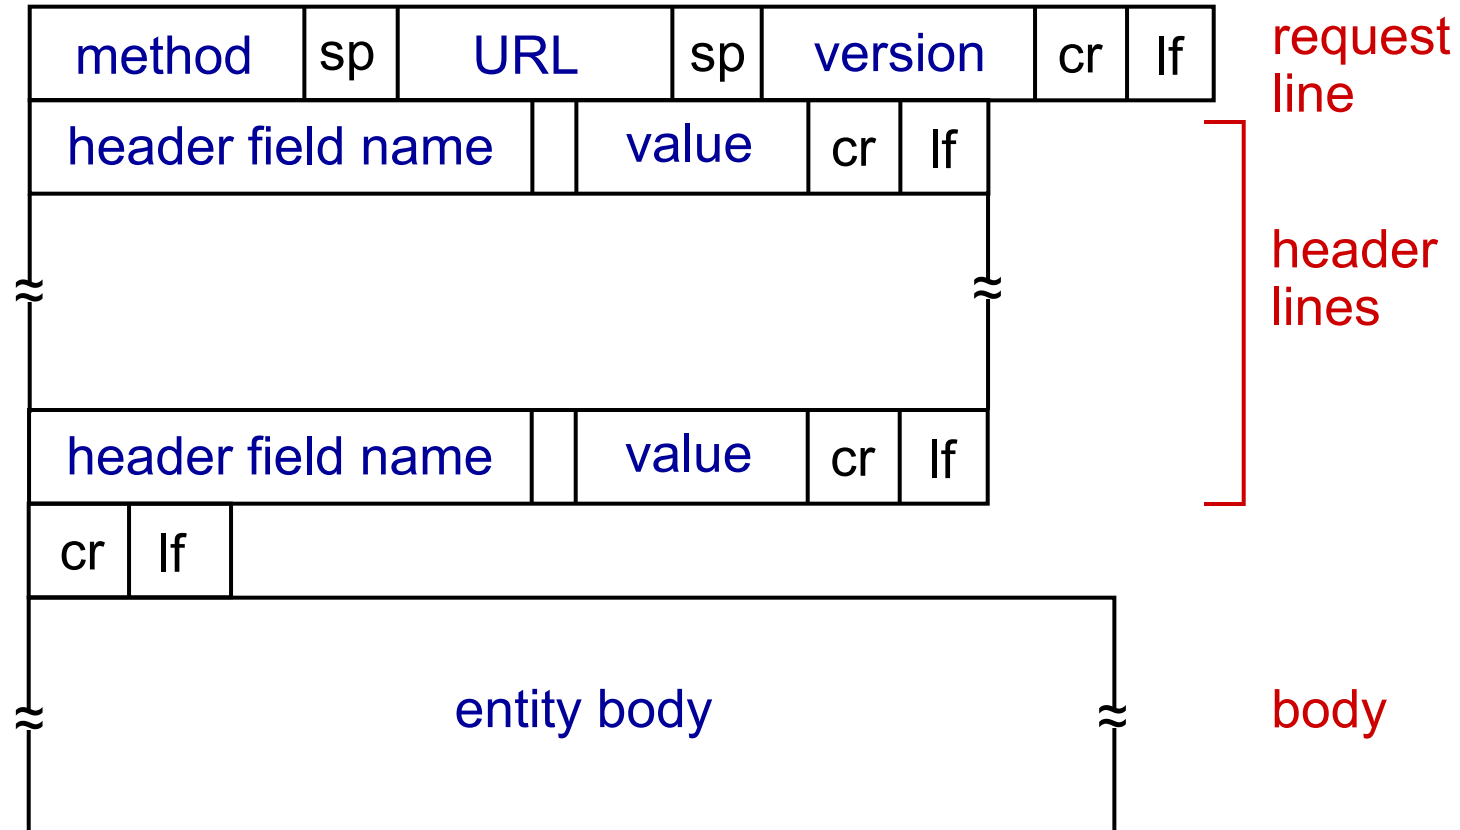 method sp URL sp version cr lf request
line
header field name value cr lf
header
lines
header field name value cr lf
cr lf
entity body body